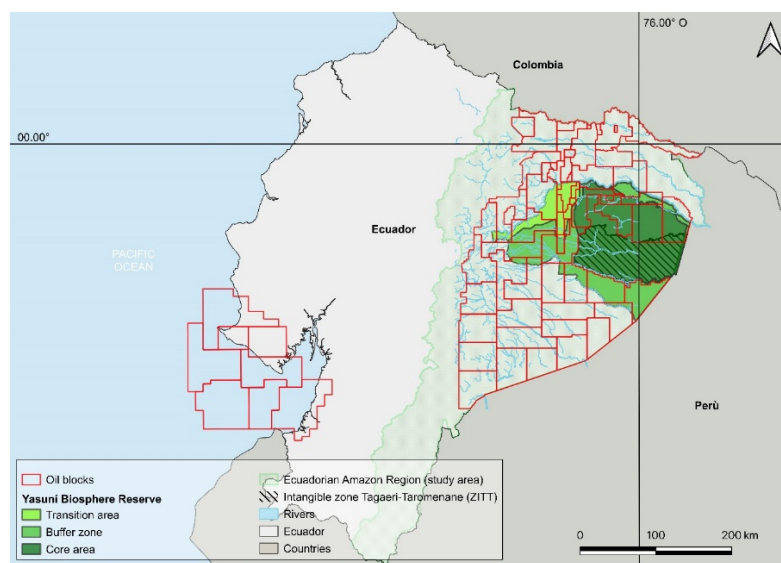 76.00° O
Colombia
00.00°
Ecuador
PACIFIC
OCEAN
Perù
Oil blocks
Yasuni Biosphere Reserve
Transition area
Buffer zone
Core area
Ecuadorian Amazon Region (study area)
Intangible zone Tagaeri-Taromenane (ZITT)
Rivers
Ecuador
Countries
0 100 200 km